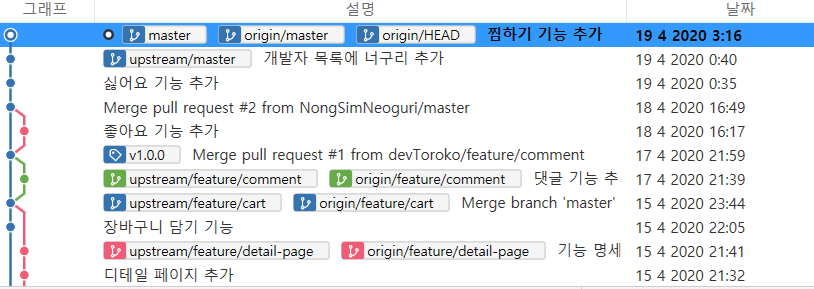 그래프 설명 날짜
master origin/master origin/HEAD 찜하기 기능 추가 19 4 2020 3:16
upstream/master 개발자 목록에 너구리 추가 19 4 2020 0:40
싫어요 기능 추가 19 4 2020 0:35
Merge pull request #2 from NongSimNeoguri/master 18 4 2020 16:49
좋아요 기능 추가 18 4 2020 16:17
v1.0.0 Merge pull request #1 from devToroko/feature/comment 17 4 2020 21:59
upstream/feature/comment origin/feature/comment 댓글 기능 추 17 4 2020 21:39
upstream/feature/cart origin/feature/cart Merge branch 'master' 15 4 2020 23:44
장바구니 담기 기능 15 4 2020 22:05
upstream/feature/detail-page origin/feature/detail-page 기능 명세 15 4 2020 21:41
디테일 페이지 추가 15 4 2020 21:32